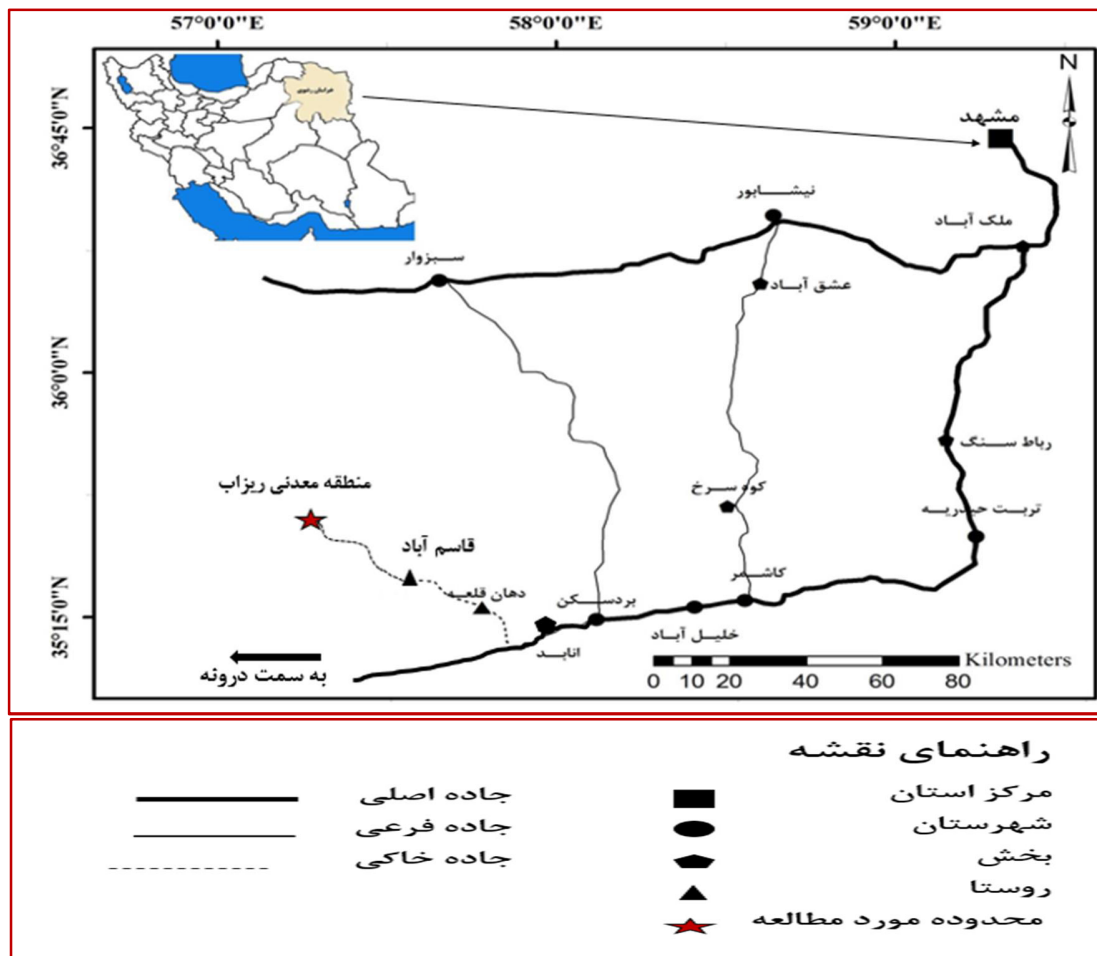 57°0'0"E
58°0'0"E
59°0'0"E
N
خراسان رضوی
مشهد
36°45'0"N
نیشابور
ملک آباد
سبزوار
عشق آباد
36°0'0"N
رباط سنگ
منطقه معدنی ریزاب
کوه سرخ
تربت حیدریه
قاسم آباد
کاشمر
دهان قلعه
بردسکن
35°15'0"N
خلیل آباد
انابد
به سمت درونه
Kilometers
0 10 20 40 60 80
راهنمای نقشه
مرکز استان
جاده اصلی
شهرستان
جاده فرعی
بخش
جاده خاکی
روستا
محدوده مورد مطالعه